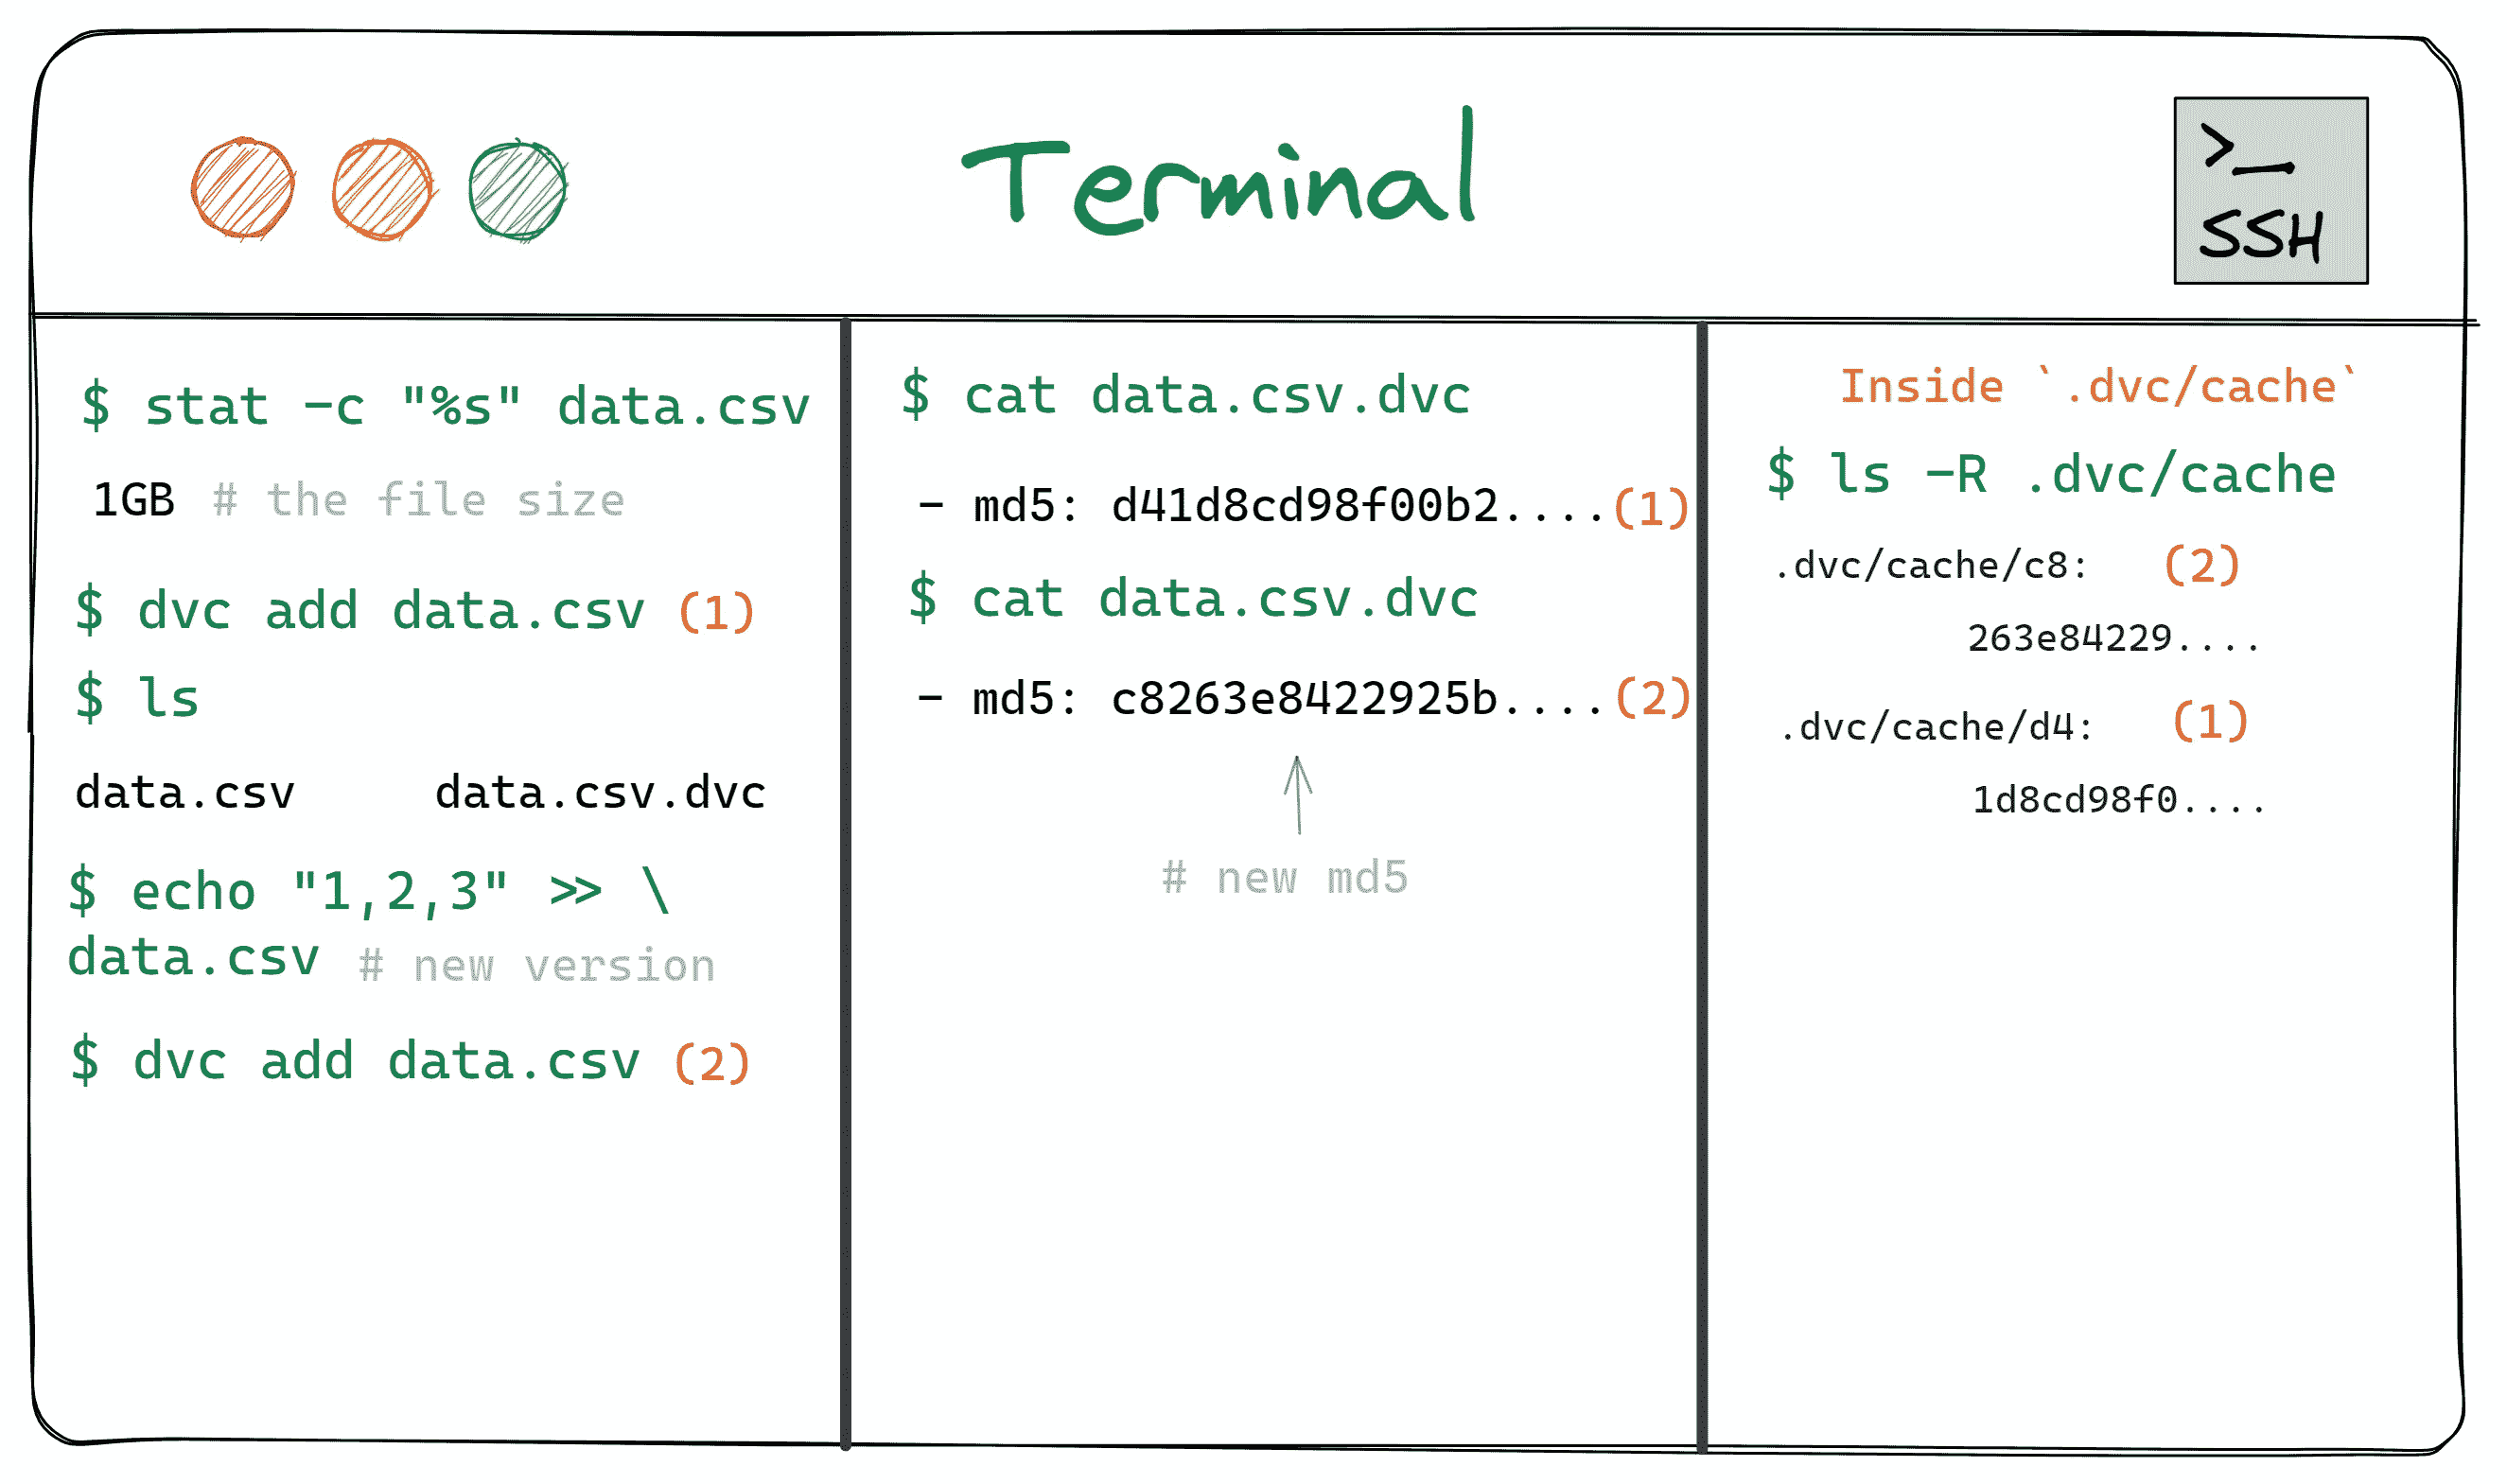 Terminal
>_
SSH
$ stat -c "%s" data.csv
1GB # the file size
$ dvc add data.csv (1)
$ ls
data.csv data.csv.dvc
$ echo "1,2,3" >> \
data.csv # new version
$ dvc add data.csv (2)
$ cat data.csv.dvc
- md5: d41d8cd98f00b2....(1)
$ cat data.csv.dvc
- md5: c8263e8422925b....(2)
# new md5
Inside `.dvc/cache`
$ ls -R .dvc/cache
.dvc/cache/c8: (2)
263e84229....
.dvc/cache/d4: (1)
1d8cd98f0....